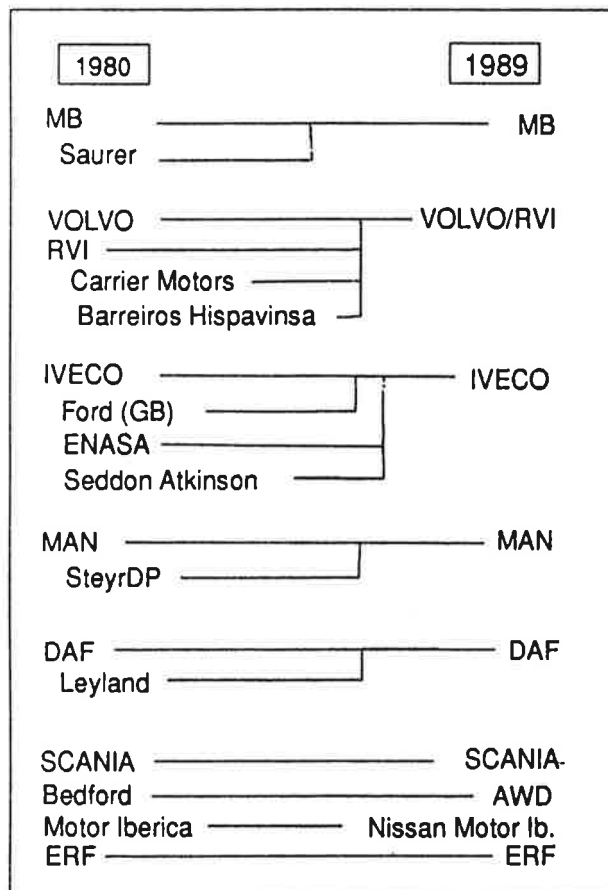 1980 1989
MB MB
Saurer
VOLVO VOLVO/RVI
RVI
Carrier Motors
Barreiros Hispavinsa
IVECO IVECO
Ford (GB)
ENASA
Seddon Atkinson
MAN MAN
SteyrDP
DAF DAF
Leyland
SCANIA SCANIA-
Bedford AWD
Motor Iberica Nissan Motor Ib.
ERF ERF